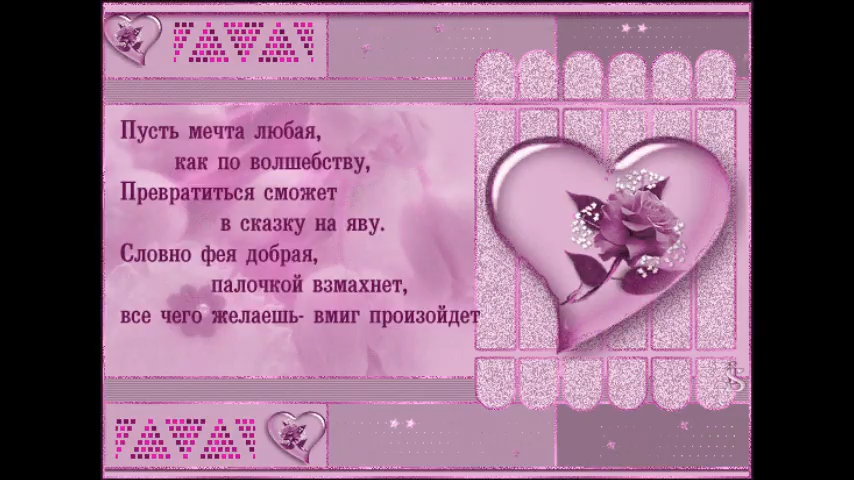 Пусть мечта любая,
как по волшебству,
Превратиться сможет
в сказку на яву.
Словно фея добрая,
палочкой взмахнет,
все чего желаешь- вмиг произойдет